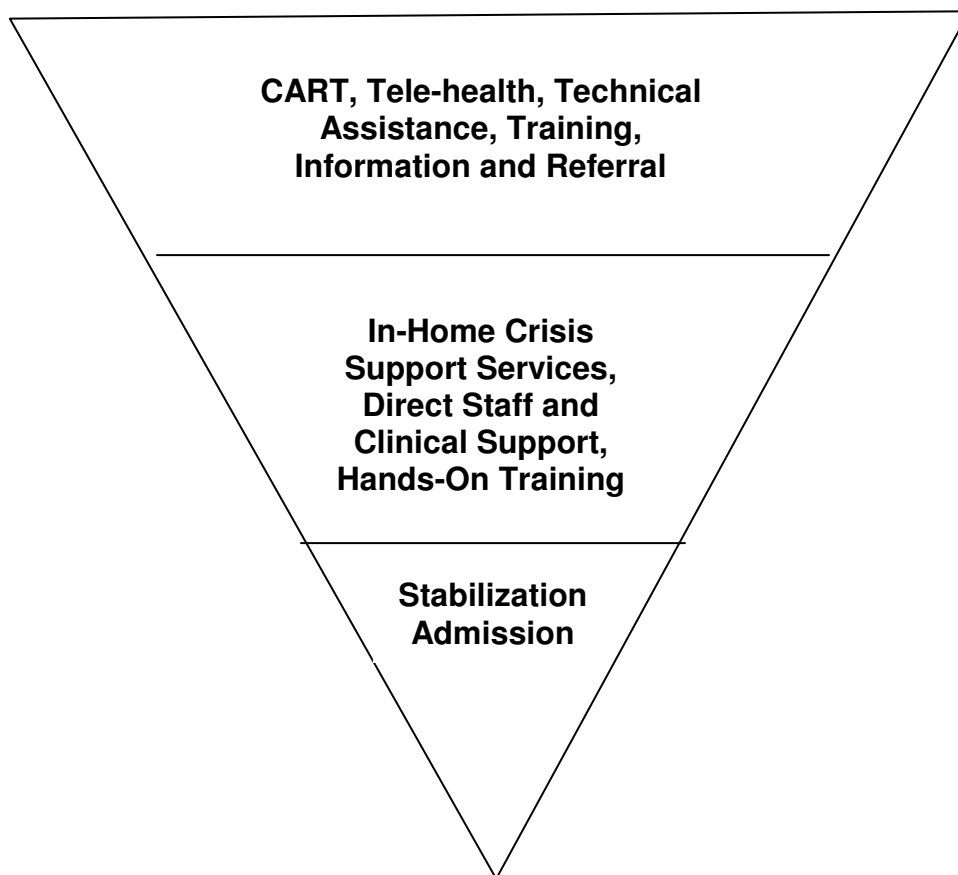 CART, Tele-health, Technical
Assistance, Training,
Information and Referral
In-Home Crisis
Support Services,
Direct Staff and
Clinical Support,
Hands-On Training
Stabilization
Admission